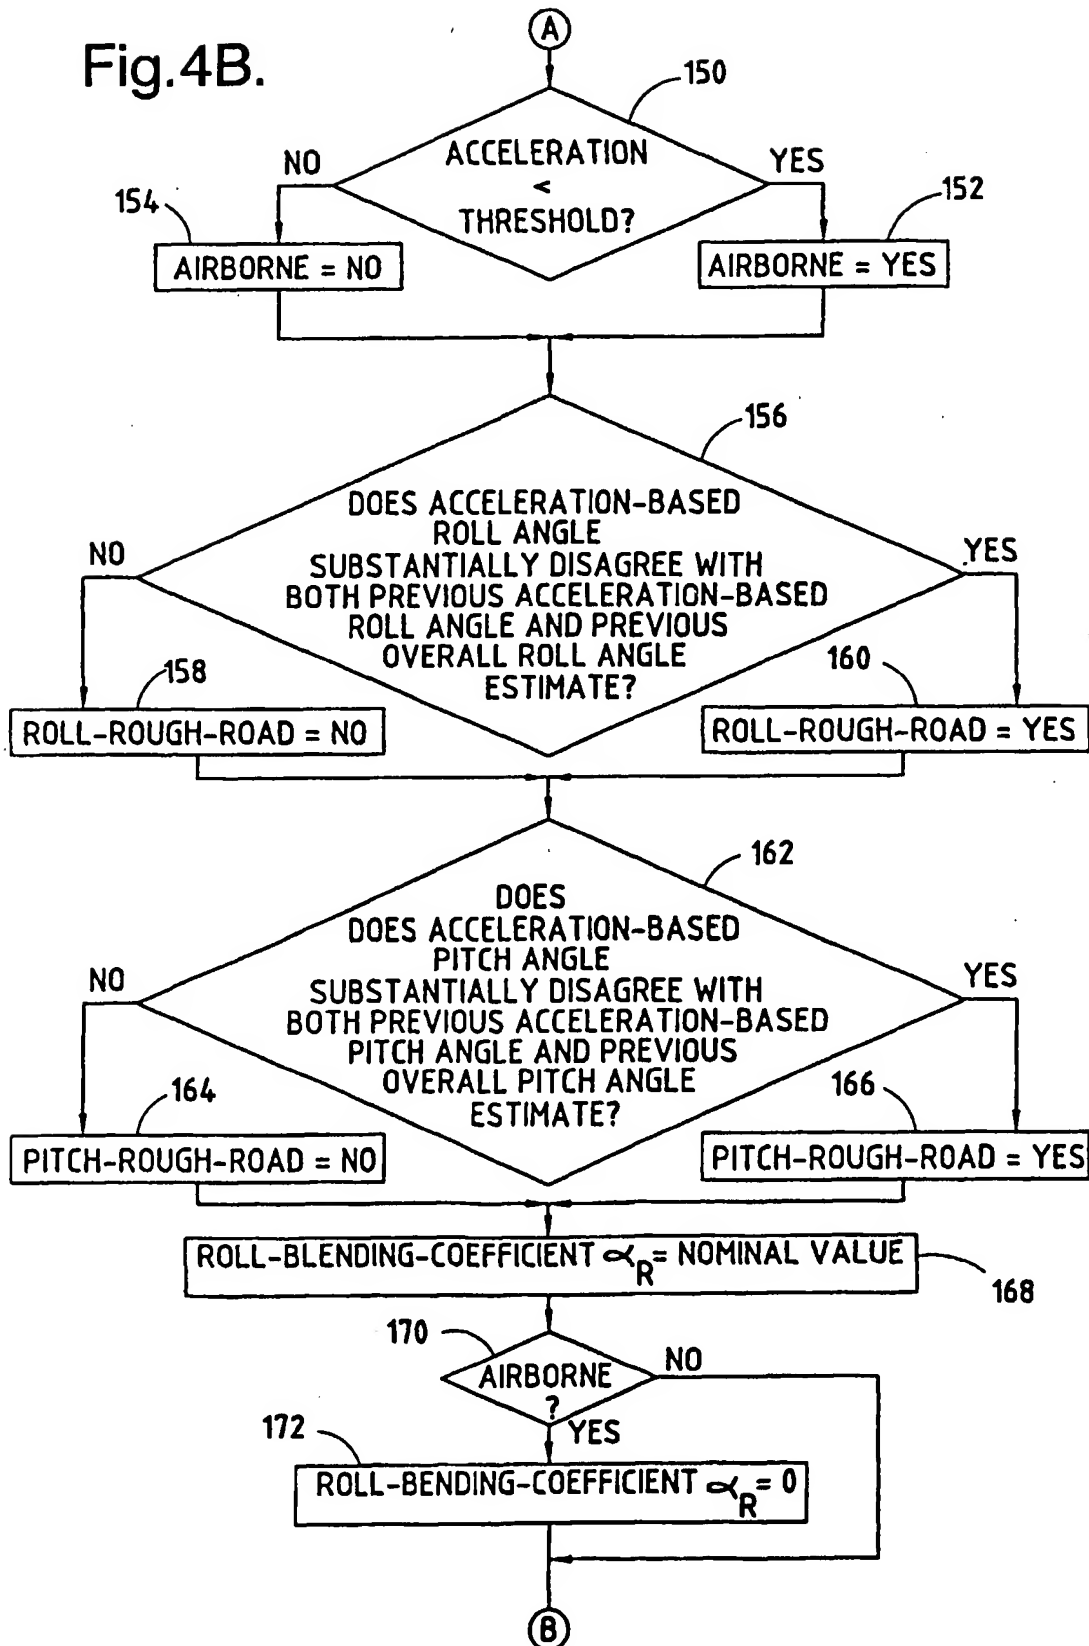 A
Fig.4B.
150
ACCELERATION
<
THRESHOLD?
NO
YES
154
152
AIRBORNE = NO
AIRBORNE = YES
156
DOES ACCELERATION-BASED
ROLL ANGLE
SUBSTANTIALLY DISAGREE WITH
BOTH PREVIOUS ACCELERATION-BASED
ROLL ANGLE AND PREVIOUS
OVERALL ROLL ANGLE
ESTIMATE?
NO
YES
158
160
ROLL-ROUGH-ROAD = NO
ROLL-ROUGH-ROAD = YES
162
DOES
DOES ACCELERATION-BASED
PITCH ANGLE
SUBSTANTIALLY DISAGREE WITH
BOTH PREVIOUS ACCELERATION-BASED
PITCH ANGLE AND PREVIOUS
OVERALL PITCH ANGLE
ESTIMATE?
NO
YES
164
166
PITCH-ROUGH-ROAD = NO
PITCH-ROUGH-ROAD = YES
ROLL-BLENDING-COEFFICIENT ∝R = NOMINAL VALUE
168
170
AIRBORNE
?
NO
YES
172
ROLL-BENDING-COEFFICIENT ∝R = 0
B